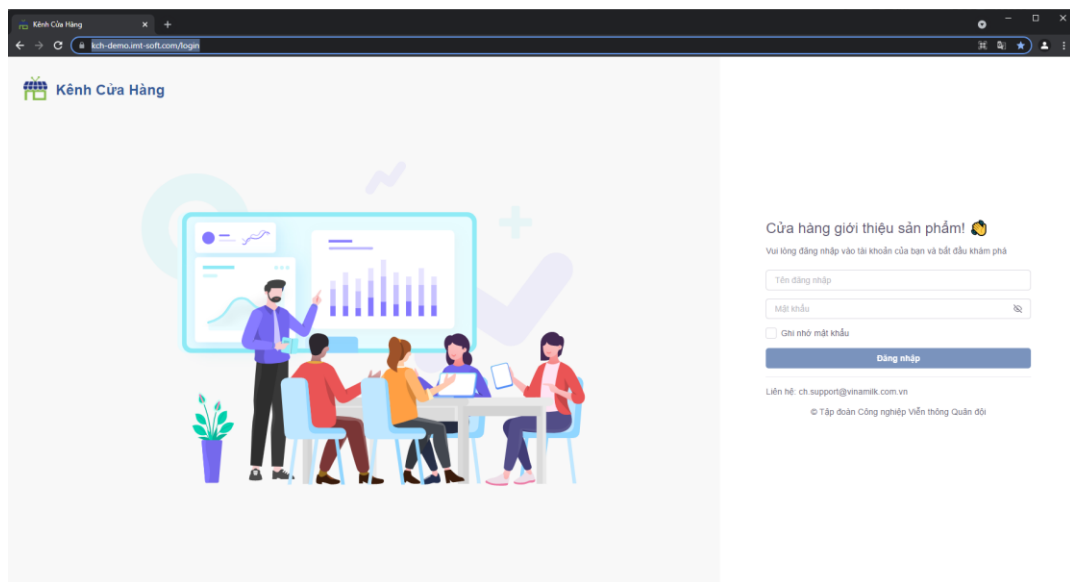 Kênh Cửa Hàng
kch-demo.imt-soft.com/login
Kênh Cửa Hàng
Cửa hàng giới thiệu sản phẩm!
Vui lòng đăng nhập vào tài khoản của bạn và bắt đầu khám phá
Tên đăng nhập
Mật khẩu
Ghi nhớ mật khẩu
Đăng nhập
Liên hệ: ch.support@vinamilk.com.vn
© Tập đoàn Công nghiệp Viễn thông Quân đội